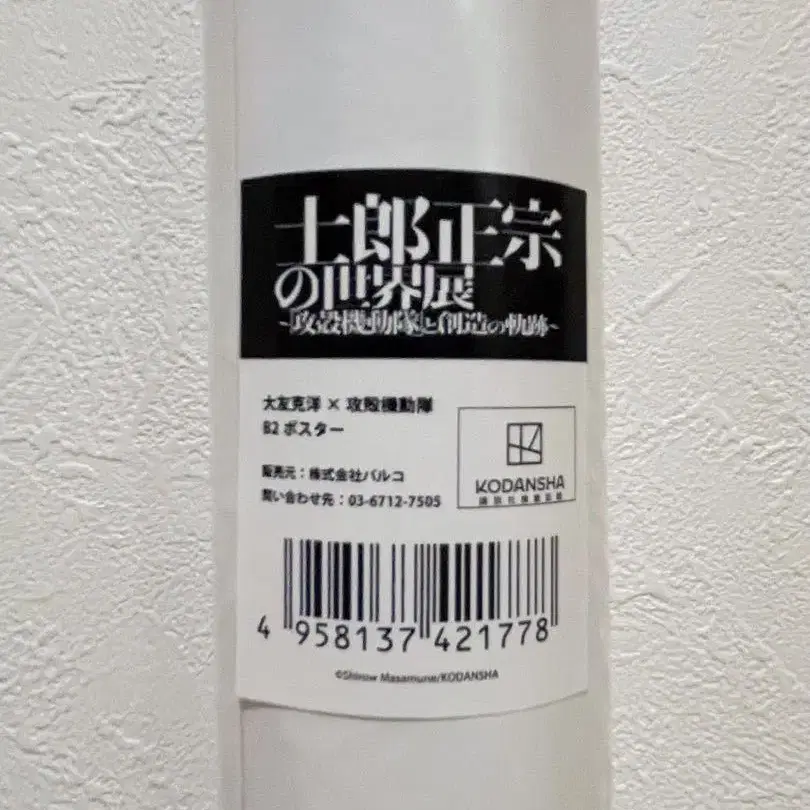 士郎正宗
の世界展
~「攻殻機動隊」と創造の軌跡~
大友克洋 × 攻殻機動隊
B2 ポスター
販売元：株式会社パルコ
問い合わせ先：03-6712-7505
KODANSHA
4 958137 421778
©Shirow Masamune/KODANSHA